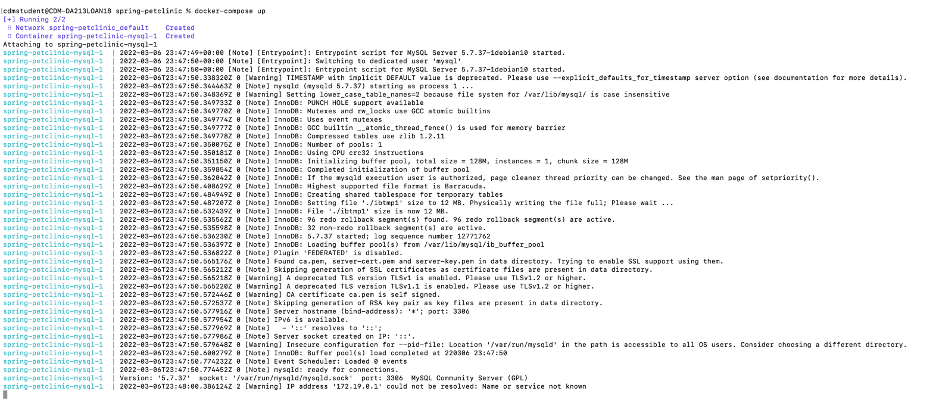 [cdmstudent@CDM-DA213LOAN18 spring-petclinic % docker-compose up
[+] Running 2/2
⠿ Network spring-petclinic_default Created
⠿ Container spring-petclinic-mysql-1 Created
Attaching to spring-petclinic-mysql-1
spring-petclinic-mysql-1 | 2022-03-06 23:47:49+00:00 [Note] [Entrypoint]: Entrypoint script for MySQL Server 5.7.37-1debian10 started.
spring-petclinic-mysql-1 | 2022-03-06 23:47:50+00:00 [Note] [Entrypoint]: Switching to dedicated user 'mysql'
spring-petclinic-mysql-1 | 2022-03-06 23:47:50+00:00 [Note] [Entrypoint]: Entrypoint script for MySQL Server 5.7.37-1debian10 started.
spring-petclinic-mysql-1 | 2022-03-06T23:47:50.338320Z 0 [Warning] TIMESTAMP with implicit DEFAULT value is deprecated. Please use --explicit_defaults_for_timestamp server option (see documentation for more details).
spring-petclinic-mysql-1 | 2022-03-06T23:47:50.344463Z 0 [Note] mysqld (mysqld 5.7.37) starting as process 1 ...
spring-petclinic-mysql-1 | 2022-03-06T23:47:50.348369Z 0 [Warning] Setting lower_case_table_names=2 because file system for /var/lib/mysql/ is case insensitive
spring-petclinic-mysql-1 | 2022-03-06T23:47:50.349733Z 0 [Note] InnoDB: PUNCH HOLE support available
spring-petclinic-mysql-1 | 2022-03-06T23:47:50.349770Z 0 [Note] InnoDB: Mutexes and rw_locks use GCC atomic builtins
spring-petclinic-mysql-1 | 2022-03-06T23:47:50.349774Z 0 [Note] InnoDB: Uses event mutexes
spring-petclinic-mysql-1 | 2022-03-06T23:47:50.349776Z 0 [Note] InnoDB: GCC builtin __atomic_thread_fence() is used for memory barrier
spring-petclinic-mysql-1 | 2022-03-06T23:47:50.349778Z 0 [Note] InnoDB: Compressed tables use zlib 1.2.11
spring-petclinic-mysql-1 | 2022-03-06T23:47:50.350075Z 0 [Note] InnoDB: Number of pools: 1
spring-petclinic-mysql-1 | 2022-03-06T23:47:50.350181Z 0 [Note] InnoDB: Using CPU crc32 instructions
spring-petclinic-mysql-1 | 2022-03-06T23:47:50.351150Z 0 [Note] InnoDB: Initializing buffer pool, total size = 128M, instances = 1, chunk size = 128M
spring-petclinic-mysql-1 | 2022-03-06T23:47:50.359854Z 0 [Note] InnoDB: Completed initialization of buffer pool
spring-petclinic-mysql-1 | 2022-03-06T23:47:50.362042Z 0 [Note] InnoDB: If the mysqld execution user is authorized, page cleaner thread priority can be changed. See the man page of setpriority().
spring-petclinic-mysql-1 | 2022-03-06T23:47:50.408629Z 0 [Note] InnoDB: Highest supported file format is Barracuda.
spring-petclinic-mysql-1 | 2022-03-06T23:47:50.484949Z 0 [Note] InnoDB: Creating shared tablespace for temporary tables
spring-petclinic-mysql-1 | 2022-03-06T23:47:50.487207Z 0 [Note] InnoDB: Setting file './ibtmp1' size to 12 MB. Physically writing the file full; Please wait ...
spring-petclinic-mysql-1 | 2022-03-06T23:47:50.532439Z 0 [Note] InnoDB: File './ibtmp1' size is now 12 MB.
spring-petclinic-mysql-1 | 2022-03-06T23:47:50.535562Z 0 [Note] InnoDB: 96 redo rollback segment(s) found. 96 redo rollback segment(s) are active.
spring-petclinic-mysql-1 | 2022-03-06T23:47:50.535598Z 0 [Note] InnoDB: 32 non-redo rollback segment(s) are active.
spring-petclinic-mysql-1 | 2022-03-06T23:47:50.536230Z 0 [Note] InnoDB: 5.7.37 started; log sequence number 12771762
spring-petclinic-mysql-1 | 2022-03-06T23:47:50.536397Z 0 [Note] InnoDB: Loading buffer pool(s) from /var/lib/mysql/ib_buffer_pool
spring-petclinic-mysql-1 | 2022-03-06T23:47:50.536822Z 0 [Note] Plugin 'FEDERATED' is disabled.
spring-petclinic-mysql-1 | 2022-03-06T23:47:50.565176Z 0 [Note] Found ca.pem, server-cert.pem and server-key.pem in data directory. Trying to enable SSL support using them.
spring-petclinic-mysql-1 | 2022-03-06T23:47:50.565212Z 0 [Note] Skipping generation of SSL certificates as certificate files are present in data directory.
spring-petclinic-mysql-1 | 2022-03-06T23:47:50.565218Z 0 [Warning] A deprecated TLS version TLSv1 is enabled. Please use TLSv1.2 or higher.
spring-petclinic-mysql-1 | 2022-03-06T23:47:50.565220Z 0 [Warning] A deprecated TLS version TLSv1.1 is enabled. Please use TLSv1.2 or higher.
spring-petclinic-mysql-1 | 2022-03-06T23:47:50.572446Z 0 [Warning] CA certificate ca.pem is self signed.
spring-petclinic-mysql-1 | 2022-03-06T23:47:50.572537Z 0 [Note] Skipping generation of RSA key pair as key files are present in data directory.
spring-petclinic-mysql-1 | 2022-03-06T23:47:50.577916Z 0 [Note] Server hostname (bind-address): '*'; port: 3306
spring-petclinic-mysql-1 | 2022-03-06T23:47:50.577954Z 0 [Note] IPv6 is available.
spring-petclinic-mysql-1 | 2022-03-06T23:47:50.577969Z 0 [Note]   - '::' resolves to '::';
spring-petclinic-mysql-1 | 2022-03-06T23:47:50.577986Z 0 [Note] Server socket created on IP: '::'.
spring-petclinic-mysql-1 | 2022-03-06T23:47:50.579648Z 0 [Warning] Insecure configuration for --pid-file: Location '/var/run/mysqld' in the path is accessible to all OS users. Consider choosing a different directory.
spring-petclinic-mysql-1 | 2022-03-06T23:47:50.600279Z 0 [Note] InnoDB: Buffer pool(s) load completed at 220306 23:47:50
spring-petclinic-mysql-1 | 2022-03-06T23:47:50.774232Z 0 [Note] Event Scheduler: Loaded 0 events
spring-petclinic-mysql-1 | 2022-03-06T23:47:50.774452Z 0 [Note] mysqld: ready for connections.
spring-petclinic-mysql-1 | Version: '5.7.37' socket: '/var/run/mysqld/mysqld.sock' port: 3306 MySQL Community Server (GPL)
spring-petclinic-mysql-1 | 2022-03-06T23:48:00.386124Z 2 [Warning] IP address '172.19.0.1' could not be resolved: Name or service not known